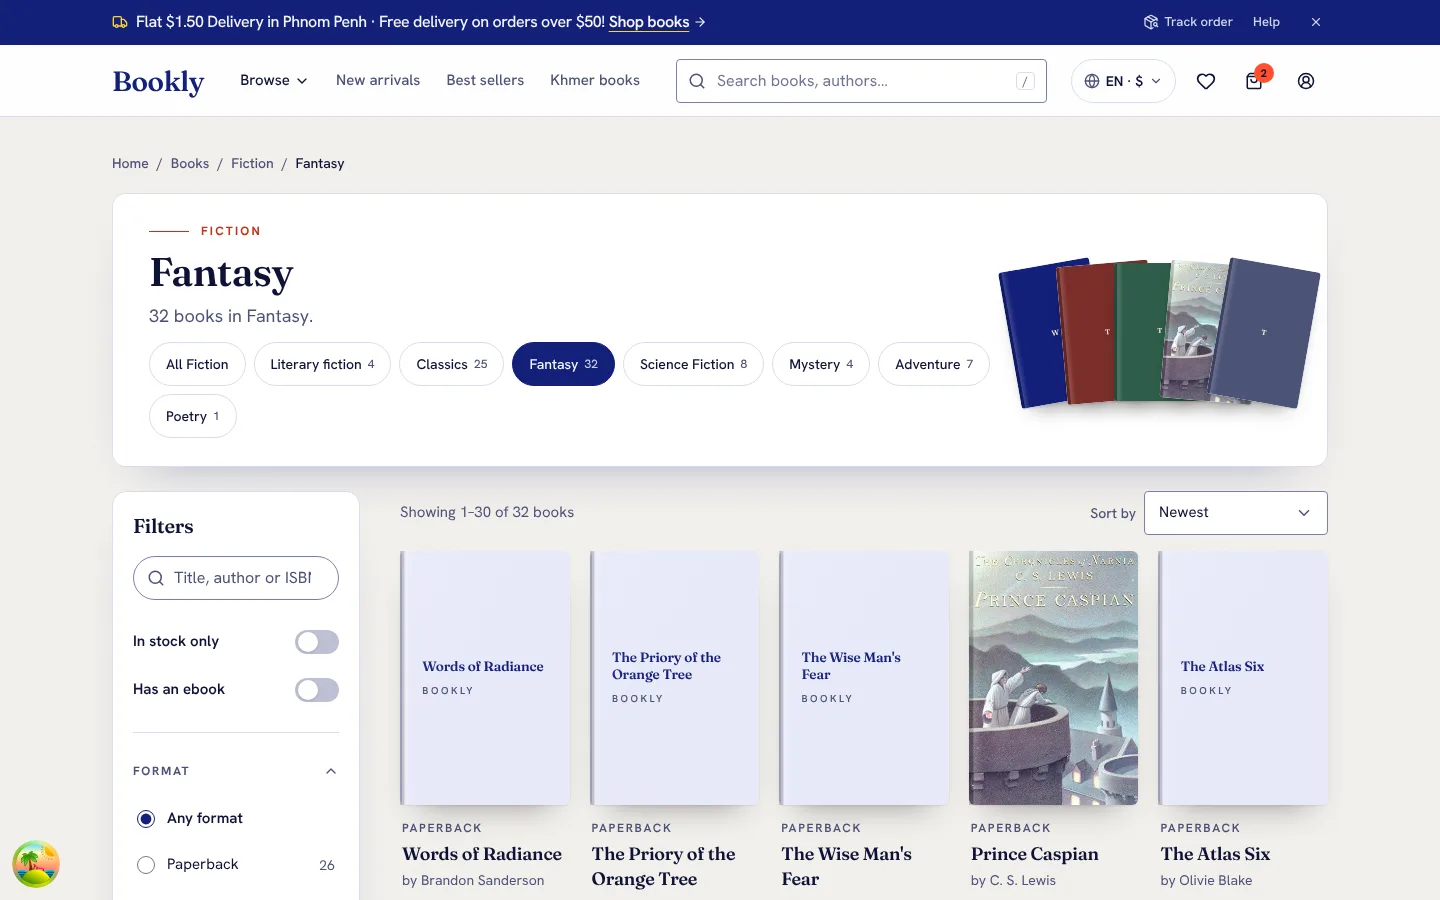 Flat $1.50 Delivery in Phnom Penh · Free delivery on orders over $50! Shop books →
Track order
Help
Bookly
Browse
New arrivals
Best sellers
Khmer books
Search books, authors...
/
EN · $
2
Home / Books / Fiction / Fantasy
FICTION
Fantasy
32 books in Fantasy.
All Fiction
Literary fiction 4
Classics 25
Fantasy 32
Science Fiction 8
Mystery 4
Adventure 7
Poetry 1
W
T
T
PRINCE C
T
Filters
Title, author or ISBN
In stock only
Has an ebook
FORMAT
Any format
Paperback 26
Showing 1–30 of 32 books
Sort by
Newest
Words of Radiance
BOOKLY
PAPERBACK
Words of Radiance
by Brandon Sanderson
The Priory of the
Orange Tree
BOOKLY
PAPERBACK
The Priory of the
Orange Tree
The Wise Man's
Fear
BOOKLY
PAPERBACK
The Wise Man's
Fear
THE CHRONICLES of NARNIA
C. S. LEWIS
PRINCE CASPIAN
PAPERBACK
Prince Caspian
by C. S. Lewis
The Atlas Six
BOOKLY
PAPERBACK
The Atlas Six
by Olivie Blake